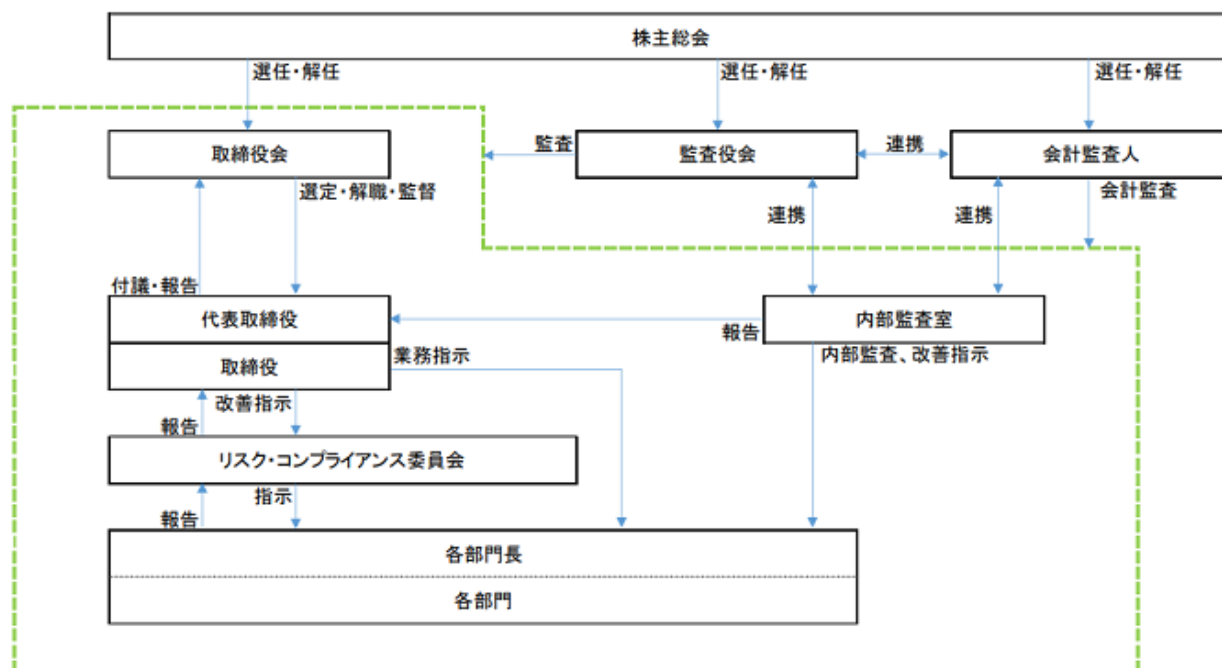 株主総会
選任・解任
選任・解任
選任・解任
取締役会
監査
監査役会
連携
会計監査人
選定・解職・監督
会計監査
連携
連携
付議・報告
代表取締役
報告
内部監査室
取締役
業務指示
内部監査、改善指示
改善指示
報告
リスク・コンプライアンス委員会
指示
報告
各部門長
各部門